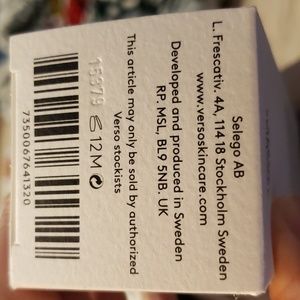 Selego AB
L. Frescativ. 4A, 114 18 Stockholm Sweden
www.versoskincare.com
Developed and produced in Sweden
RP. MSL, BL9 5NB. UK
This article may only be sold by authorized
Verso stockists
15379
12M
7350067641320